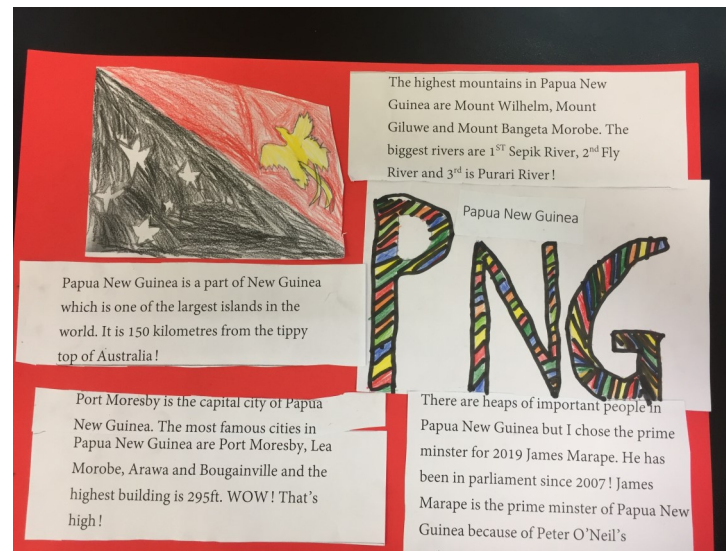 The highest mountains in Papua New
Guinea are Mount Wilhelm, Mount
Giluwe and Mount Bangeta Morobe. The
biggest rivers are 1ST Sepik River, 2nd Fly
River and 3rd is Purari River!
Papua New Guinea
PNG
Papua New Guinea is a part of New Guinea
which is one of the largest islands in the
world. It is 150 kilometres from the tippy
top of Australia!
Port Moresby is the capital city of Papua
New Guinea. The most famous cities in
Papua New Guinea are Port Moresby, Lea
Morobe, Arawa and Bougainville and the
highest building is 295ft. WOW! That's
high!
There are heaps of important people in
Papua New Guinea but I chose the prime
minster for 2019 James Marape. He has
been in parliament since 2007! James
Marape is the prime minster of Papua New
Guinea because of Peter O'Neil's